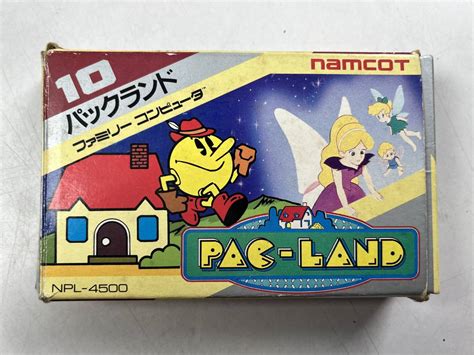 10
namcot
パックランド
ファミリー コンピュータ
PAC-LAND
NPL-4500